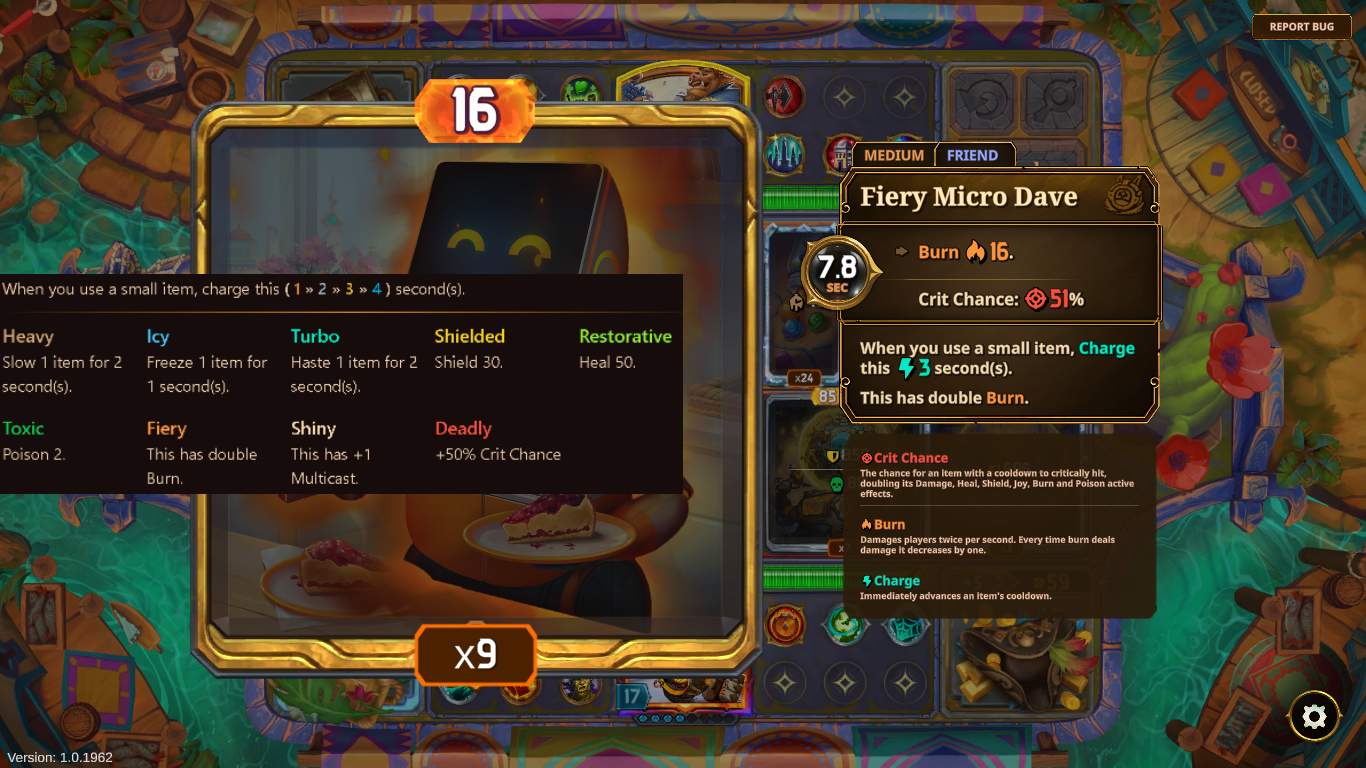 REPORT BUG
CLOSED
16
MEDIUM
FRIEND
Fiery Micro Dave
7.8
SEC
Burn 16.
Crit Chance: 51%
When you use a small item, Charge
this 3 second(s).
This has double Burn.
When you use a small item, charge this ( 1 » 2 » 3 » 4 ) second(s).
Heavy
Slow 1 item for 2
second(s).
Icy
Freeze 1 item for
1 second(s).
Turbo
Haste 1 item for 2
second(s).
Shielded
Shield 30.
Restorative
Heal 50.
Toxic
Poison 2.
Fiery
This has double
Burn.
Shiny
This has +1
Multicast.
Deadly
+50% Crit Chance
x24
85
Crit Chance
The chance for an item with a cooldown to critically hit,
doubling its Damage, Heal, Shield, Joy, Burn and Poison active
effects.
Burn
Damages players twice per second. Every time burn deals
damage it decreases by one.
Charge
Immediately advances an item's cooldown.
x9
17
Version: 1.0.1962